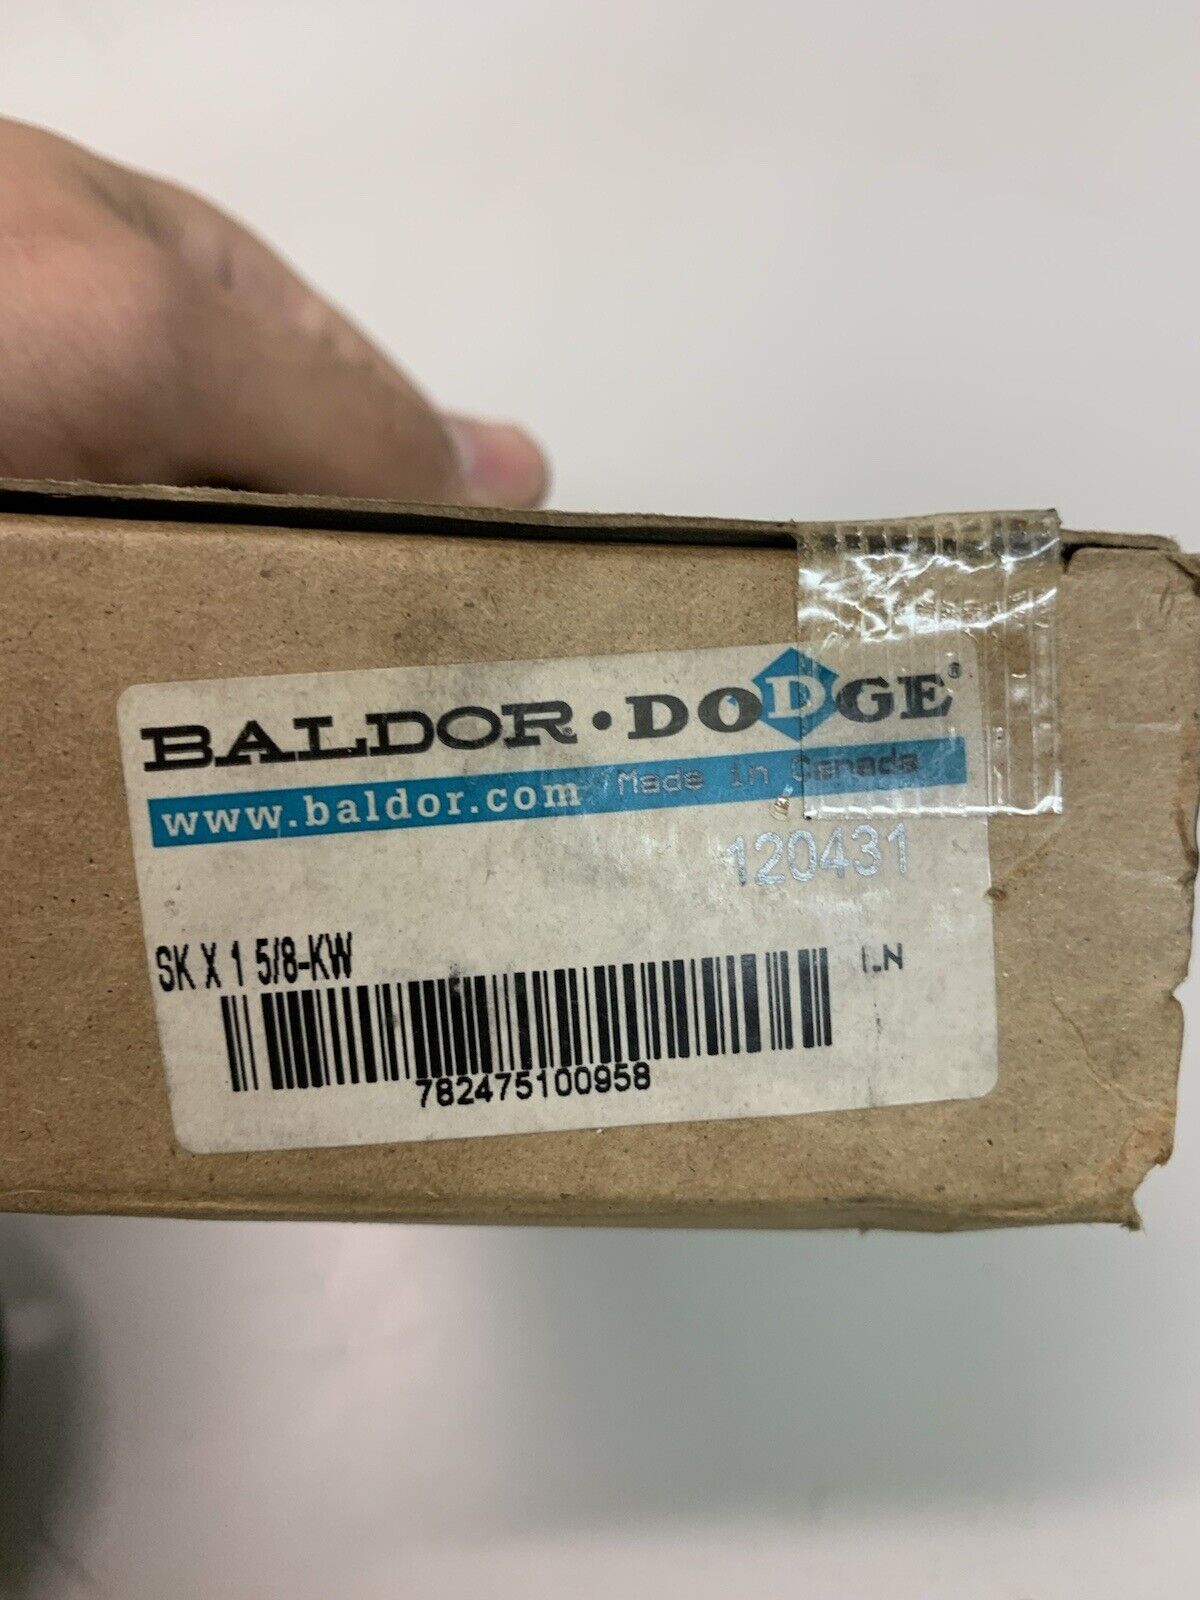 BALDOR • DODGE®
www.baldor.com Made in Canada
120431
SK X 1 5/8-KW
782475100958